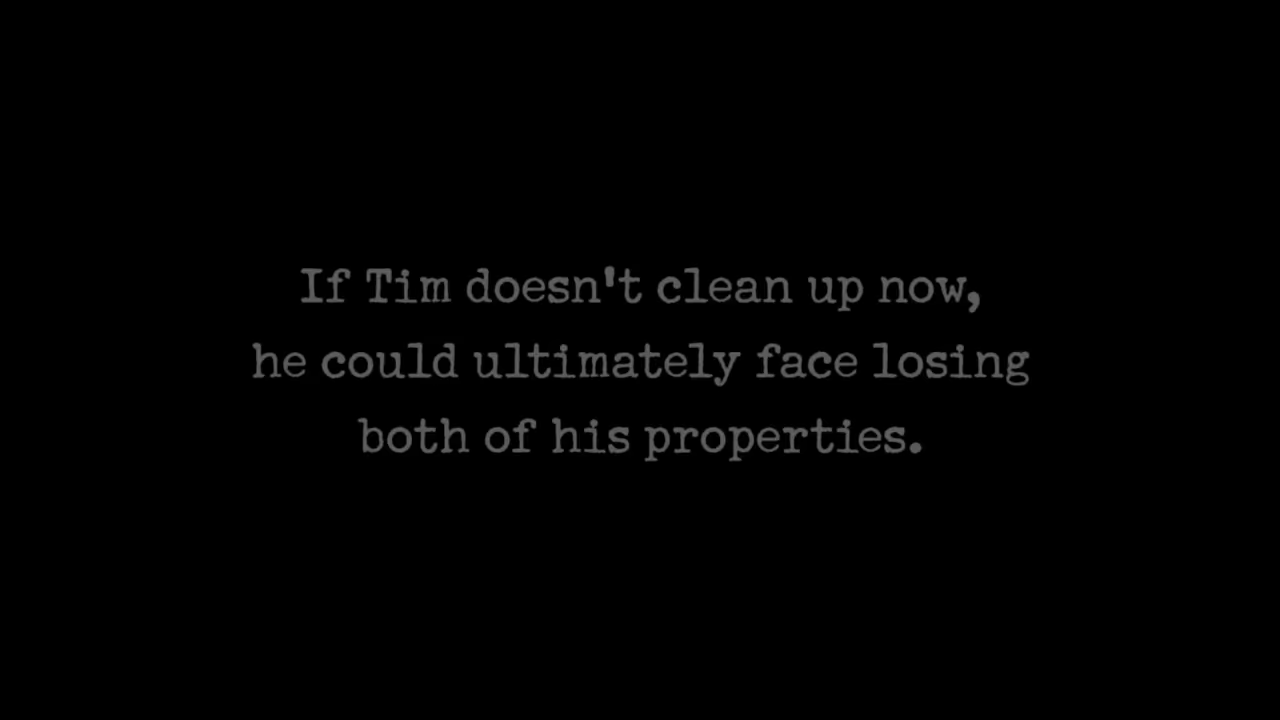 If Tim doesn't clean up now,
he could ultimately face losing
both of his properties.